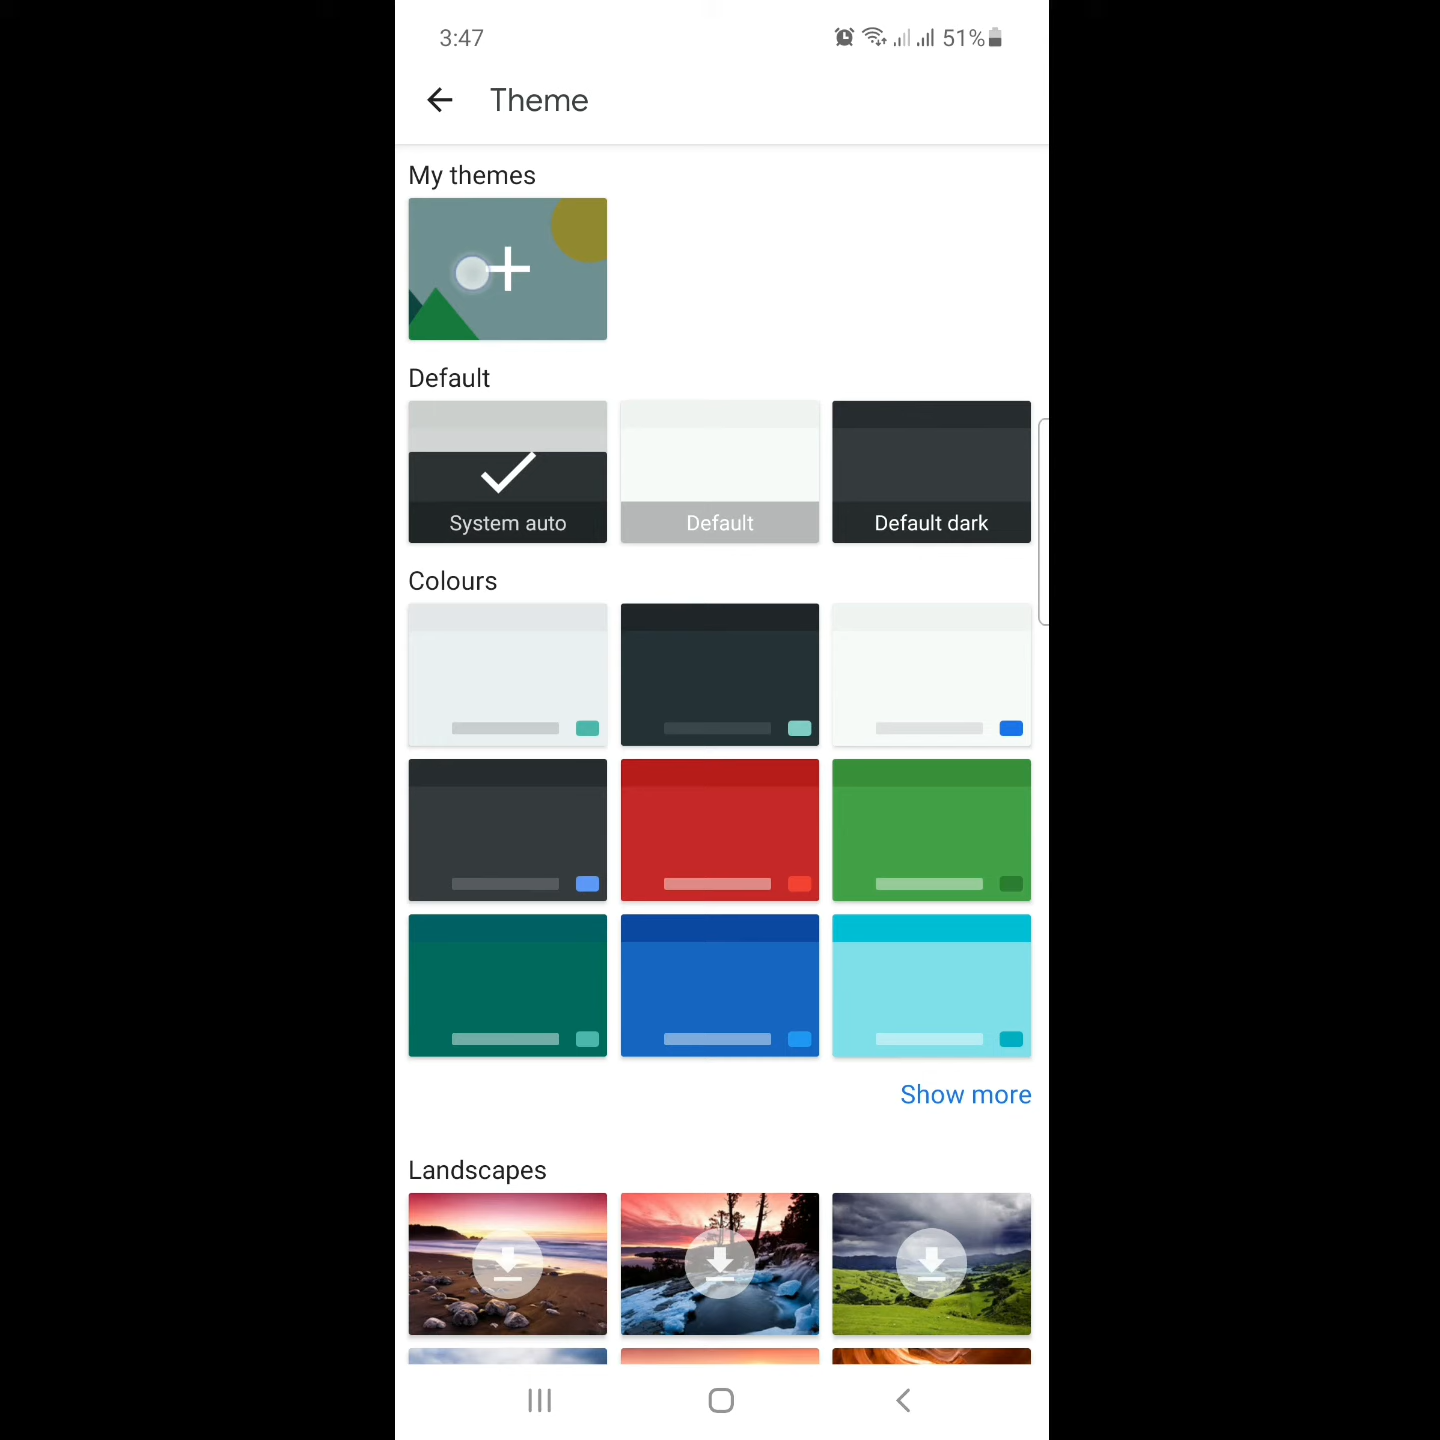 3:47
51%
Theme
My themes
Default
System auto
Default
Default dark
Colours
Show more
Landscapes